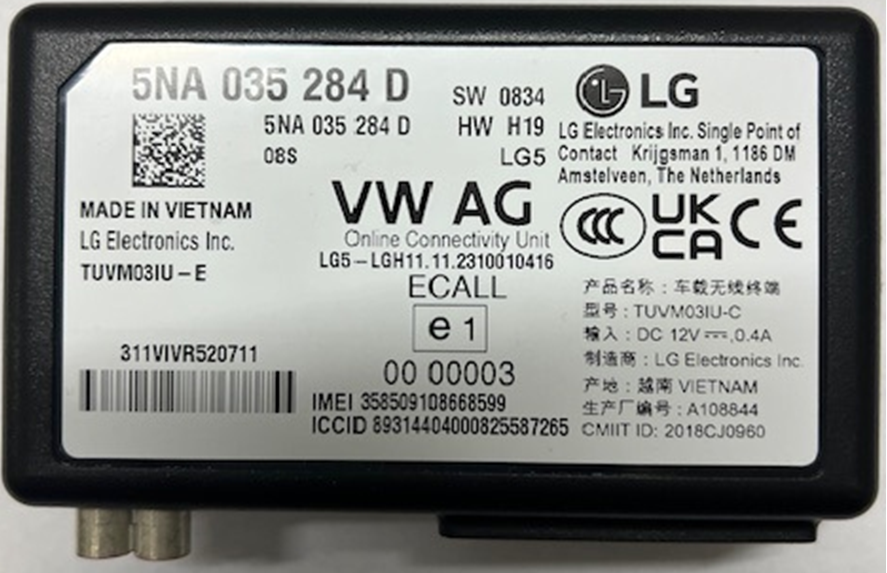 5NA 035 284 D
5NA 035 284 D
08S
SW 0834
HW H19
LG5
LG
LG Electronics Inc. Single Point of
Contact Krijgsman 1, 1186 DM
Amstelveen, The Netherlands
MADE IN VIETNAM
LG Electronics Inc.
TUVM03IU - E
VW AG
Online Connectivity Unit
LG5 - LGH11.11.2310010416
ECALL
e 1
00 00003
CCC
UK
CA
CE
311VIVR520711
IMEI 358509108668599
ICCID 89314404000825587265
产品名称：车载无线终端
型号：TUVM03IU-C
输入：DC 12V ⎓,0.4A
制造商：LG Electronics Inc.
产地：越南 VIETNAM
生产厂编号：A108844
CMIIT ID: 2018CJ0960